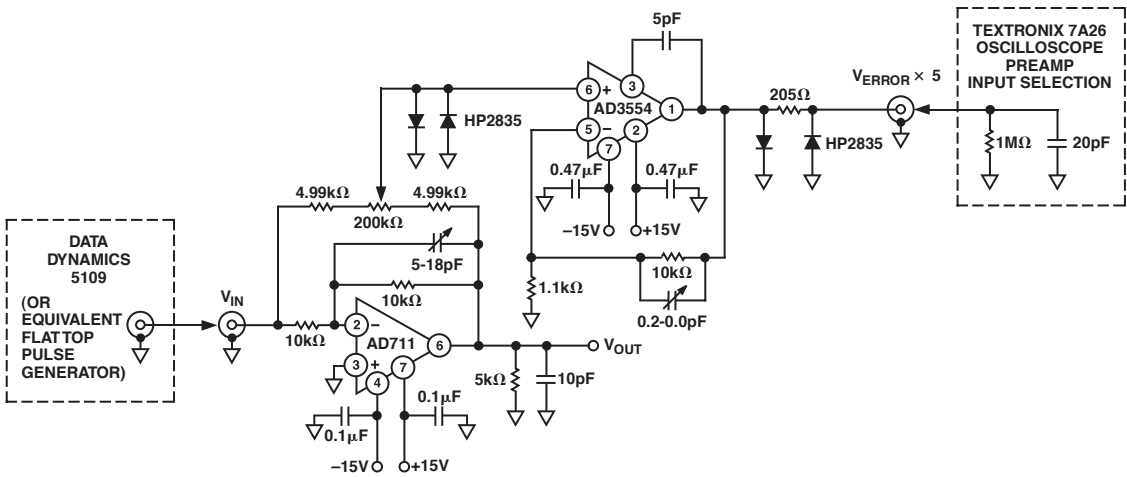 5pF
TEXTRONIX 7A26
OSCILLOSCOPE
PREAMP
INPUT SELECTION
VERROR × 5
205Ω
6
+
3
AD3554
1
HP2835
5
–
2
7
HP2835
1MΩ
20pF
0.47µF
0.47µF
4.99kΩ
4.99kΩ
200kΩ
–15V
+15V
DATA
DYNAMICS
5109
(OR
EQUIVALENT
FLAT TOP
PULSE
GENERATOR)
5-18pF
10kΩ
1.1kΩ
10kΩ
0.2-0.0pF
VIN
10kΩ
2
–
AD711
6
VOUT
3
+
7
4
5kΩ
10pF
0.1µF
0.1µF
–15V
+15V